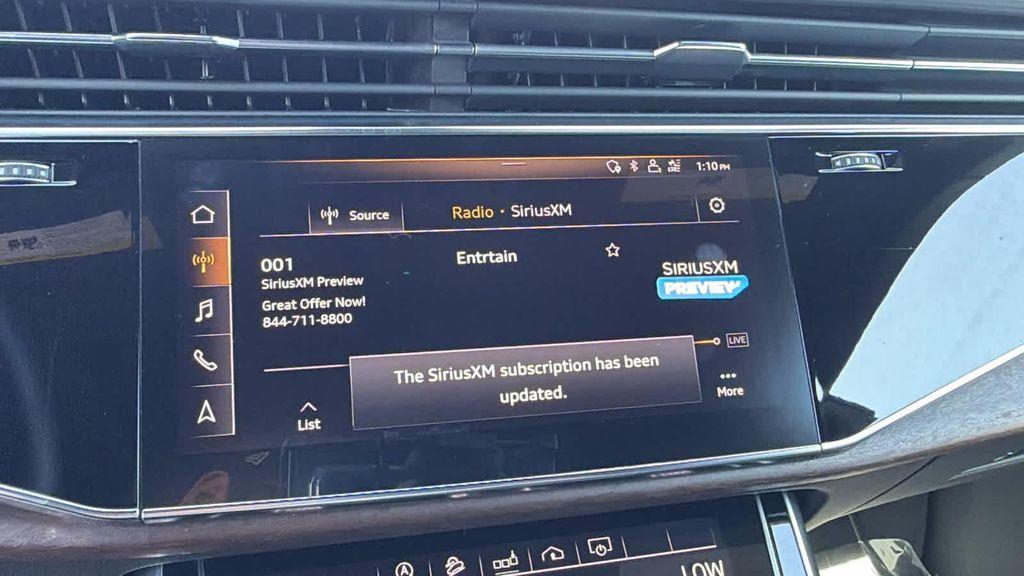 LTE
1:10 PM
Source
Radio • SiriusXM
001
SiriusXM Preview
Great Offer Now!
844-711-8800
Entrtain
SIRIUSXM
PREVIEW
LIVE
The SiriusXM subscription has been
updated.
List
More
A
LOW